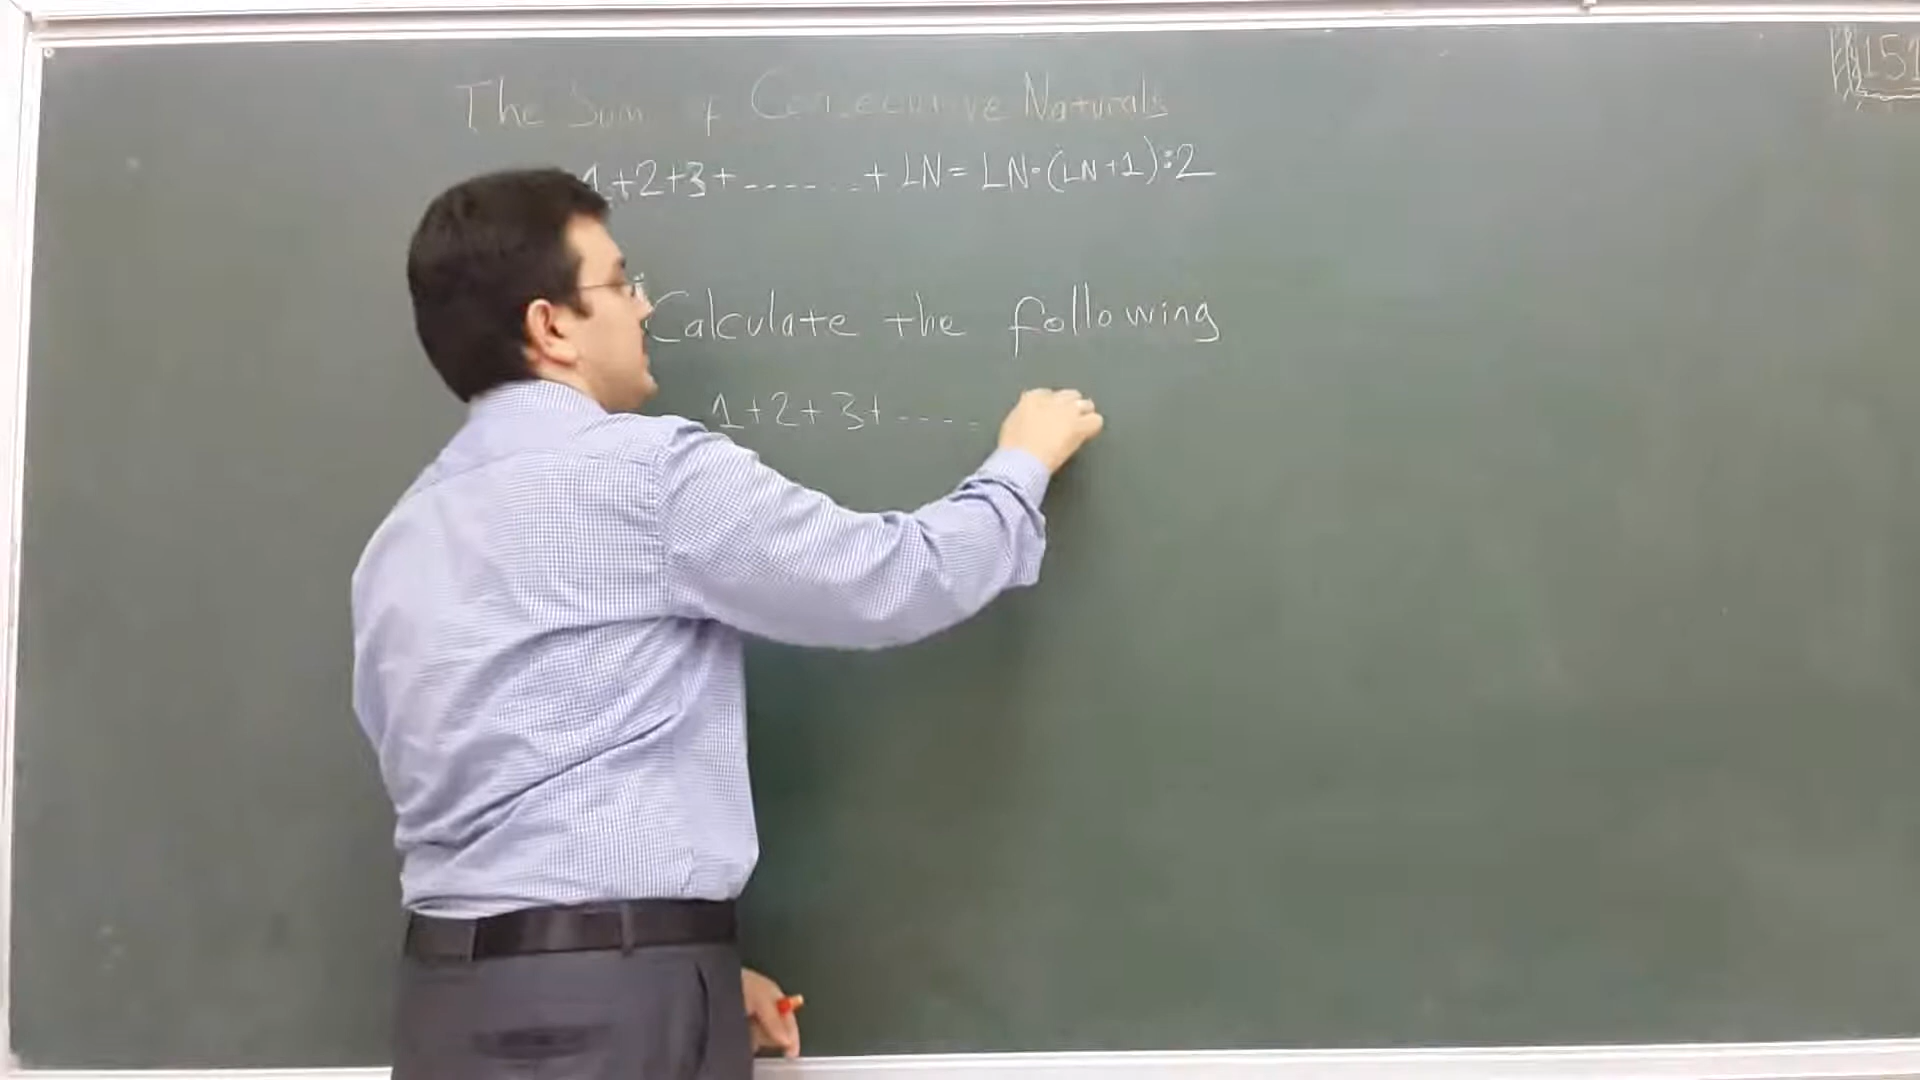 The Sum of Consecutive Naturals
1+2+3+-------+ LN = LN·(LN+1):2
Calculate the following
1+2+3+-----
151